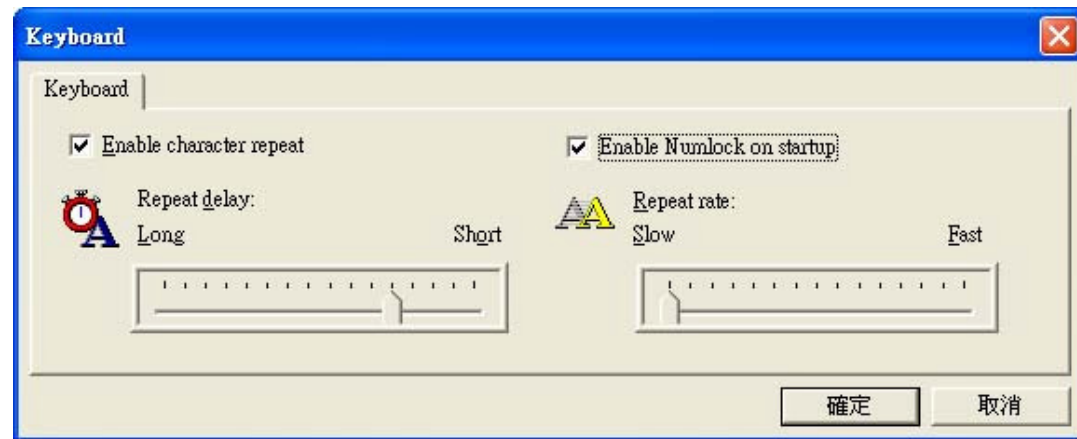 Keyboard
Keyboard
Enable character repeat
Enable Numlock on startup
Repeat delay:
Long Short
Repeat rate:
Slow Fast
確定 取消